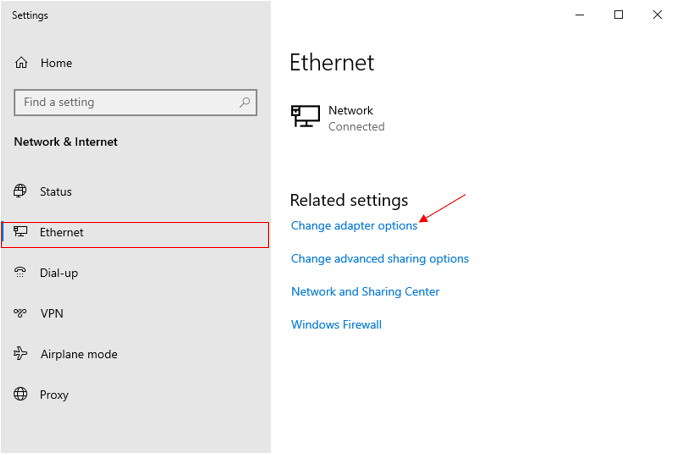 Settings
Home
Find a setting
Network & Internet
Status
Ethernet
Dial-up
VPN
Airplane mode
Proxy
Ethernet
Network
Connected
Related settings
Change adapter options
Change advanced sharing options
Network and Sharing Center
Windows Firewall